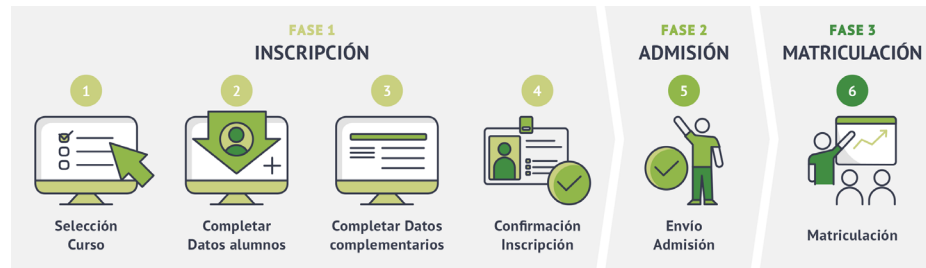 FASE 1
INSCRIPCIÓN
1
2
3
4
Selección
Curso
Completar
Datos alumnos
Completar Datos
complementarios
Confirmación
Inscripción
FASE 2
ADMISIÓN
5
Envío
Admisión
FASE 3
MATRICULACIÓN
6
Matriculación